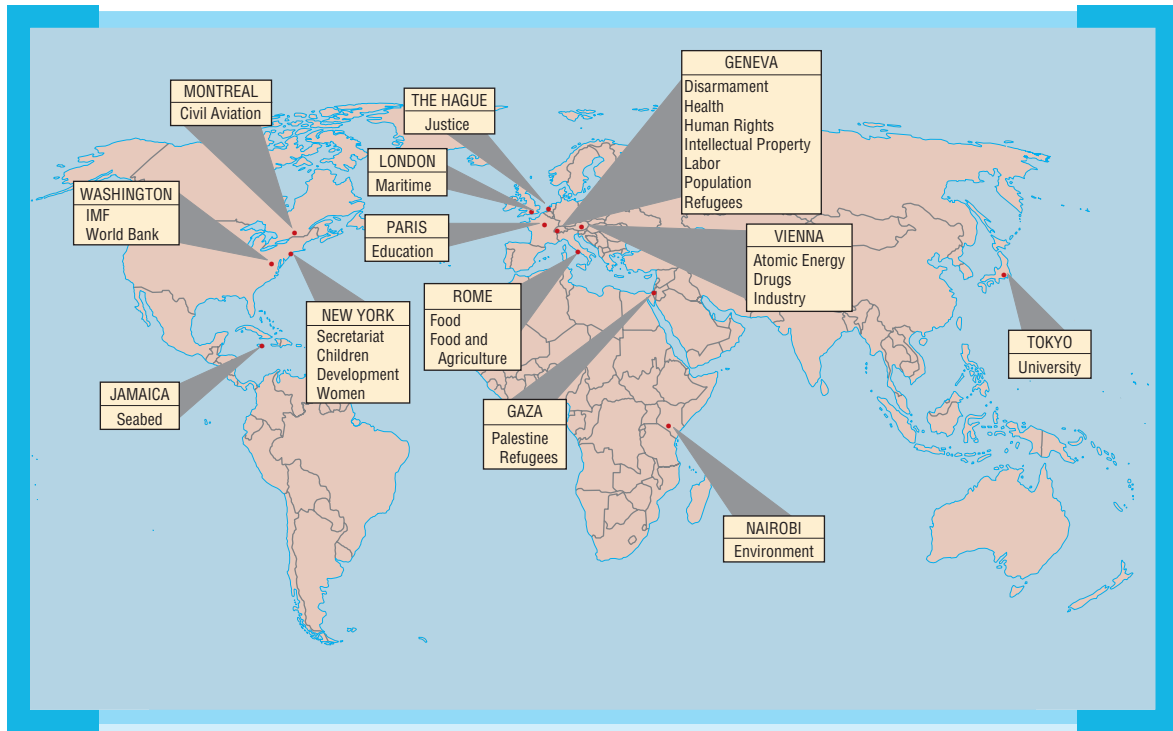 MONTREAL
Civil Aviation
THE HAGUE
Justice
GENEVA
Disarmament
Health
Human Rights
Intellectual Property
Labor
Population
Refugees
WASHINGTON
IMF
World Bank
LONDON
Maritime
PARIS
Education
VIENNA
Atomic Energy
Drugs
Industry
NEW YORK
Secretariat
Children
Development
Women
ROME
Food
Food and
Agriculture
TOKYO
University
JAMAICA
Seabed
GAZA
Palestine
Refugees
NAIROBI
Environment